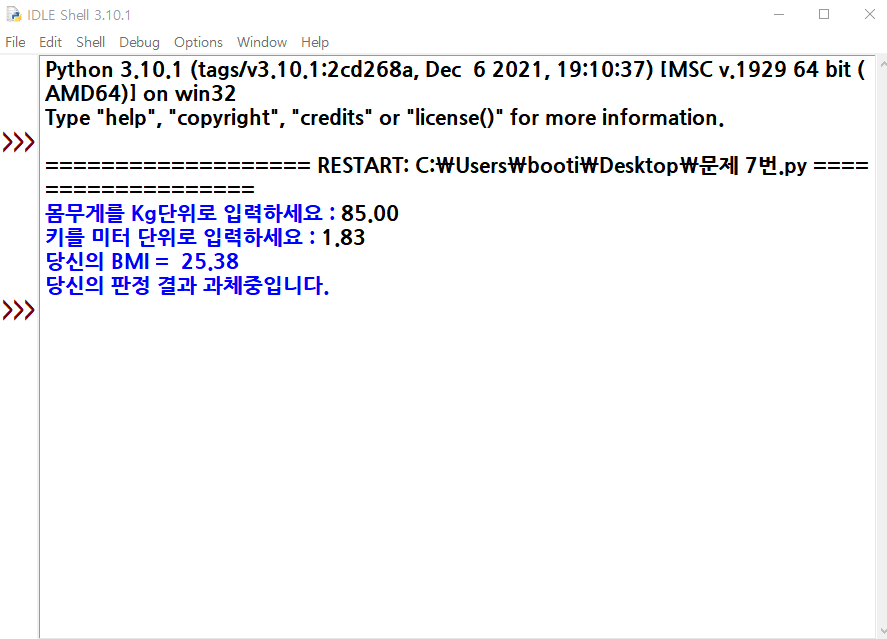 IDLE Shell 3.10.1
File Edit Shell Debug Options Window Help
Python 3.10.1 (tags/v3.10.1:2cd268a, Dec  6 2021, 19:10:37) [MSC v.1929 64 bit (
AMD64)] on win32
Type "help", "copyright", "credits" or "license()" for more information.
>>>
=================== RESTART: C:₩Users₩booti₩Desktop₩문제 7번.py ====
===============
몸무게를 Kg단위로 입력하세요 : 85.00
키를 미터 단위로 입력하세요 : 1.83
당신의 BMI =  25.38
당신의 판정 결과 과체중입니다.
>>>